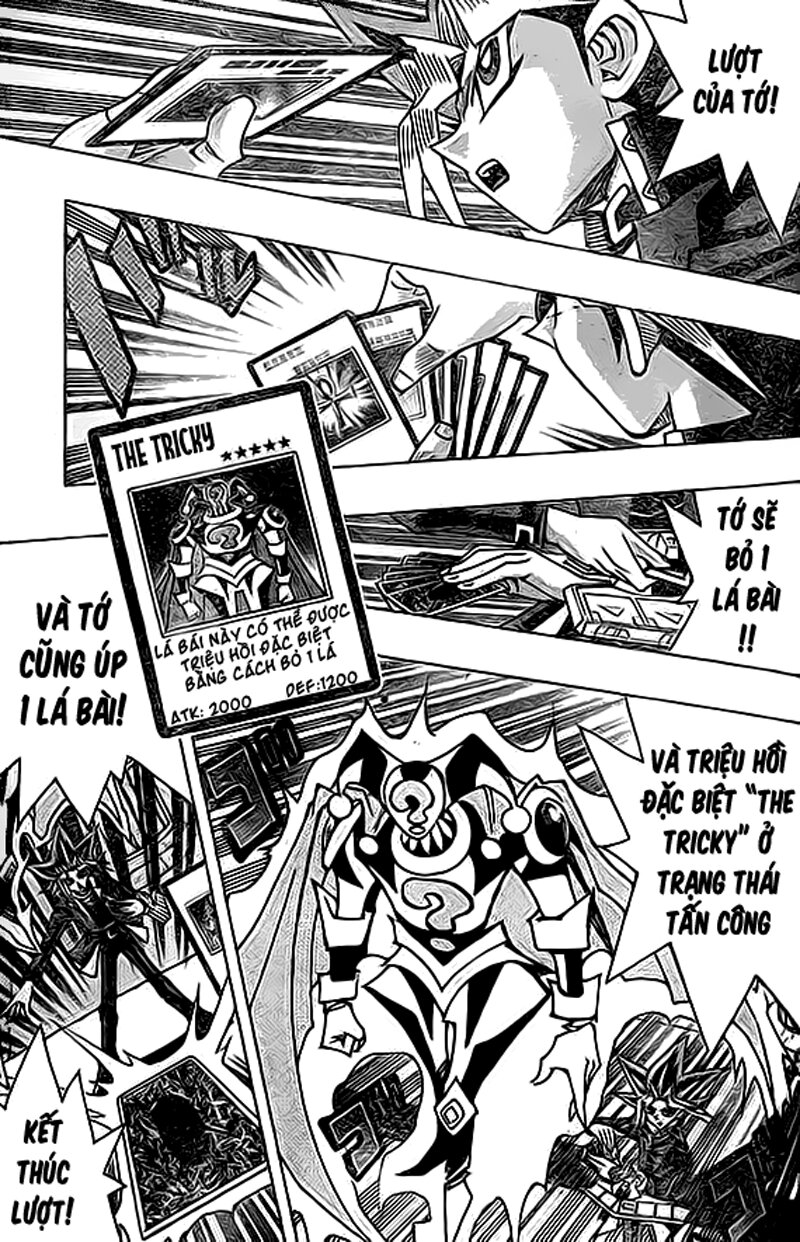 LƯỢT
CỦA TỚ!
THE TRICKY
LÁ BÁI NÀY CÓ THỂ ĐƯỢC
TRIỆU HỒI ĐẶC BIỆT
BẰNG CÁCH BỎ 1 LÁ
ATK: 2000 DEF:1200
TỚ SẼ
BỎ 1
LÁ BÀI
!!
VÀ TRIỆU HỒI
ĐẶC BIỆT "THE
TRICKY" Ở
TRẠNG THÁI
TẤN CÔNG
VÀ TỚ
CŨNG ÚP
1 LÁ BÀI!
KẾT
THÚC
LƯỢT!